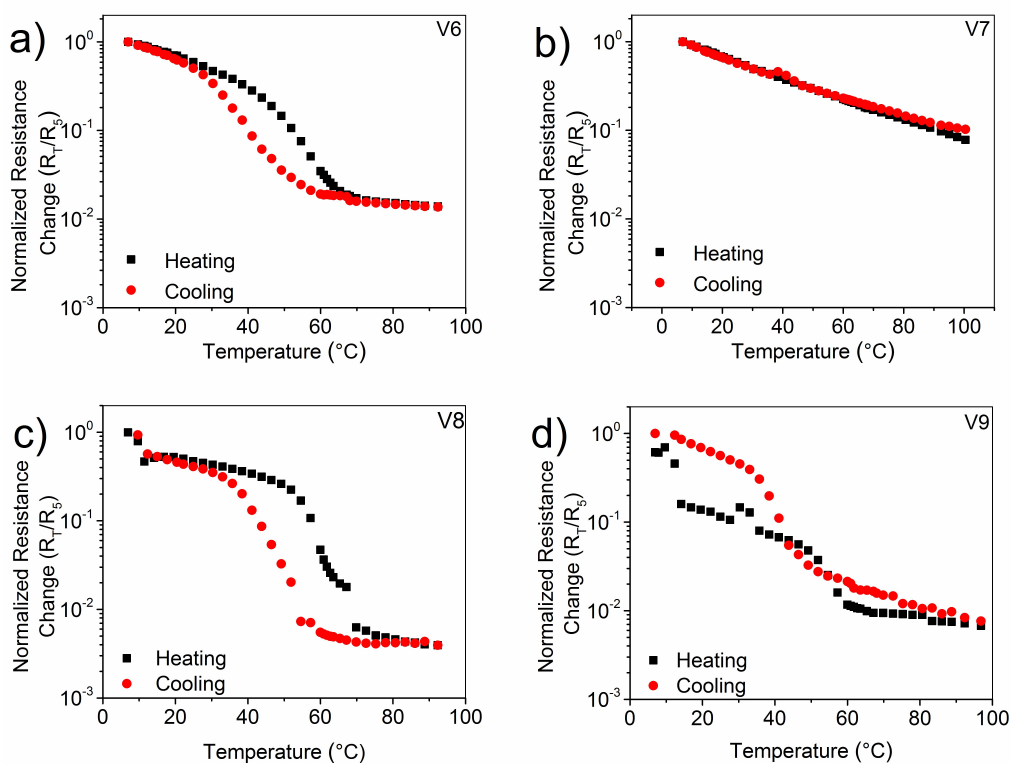 a)
V6
Normalized Resistance
Change (R_T/R_5)
10^0
10^-1
10^-2
10^-3
Heating
Cooling
0 20 40 60 80 100
Temperature (°C)
b)
V7
Normalized Resistance
Change (R_T/R_5)
10^0
10^-1
10^-2
10^-3
Heating
Cooling
0 20 40 60 80 100
Temperature (°C)
c)
V8
Normalized Resistance
Change (R_T/R_5)
10^0
10^-1
10^-2
10^-3
Heating
Cooling
0 20 40 60 80 100
Temperature (°C)
d)
V9
Normalized Resistance
Change (R_T/R_5)
10^0
10^-1
10^-2
10^-3
Heating
Cooling
0 20 40 60 80 100
Temperature (°C)